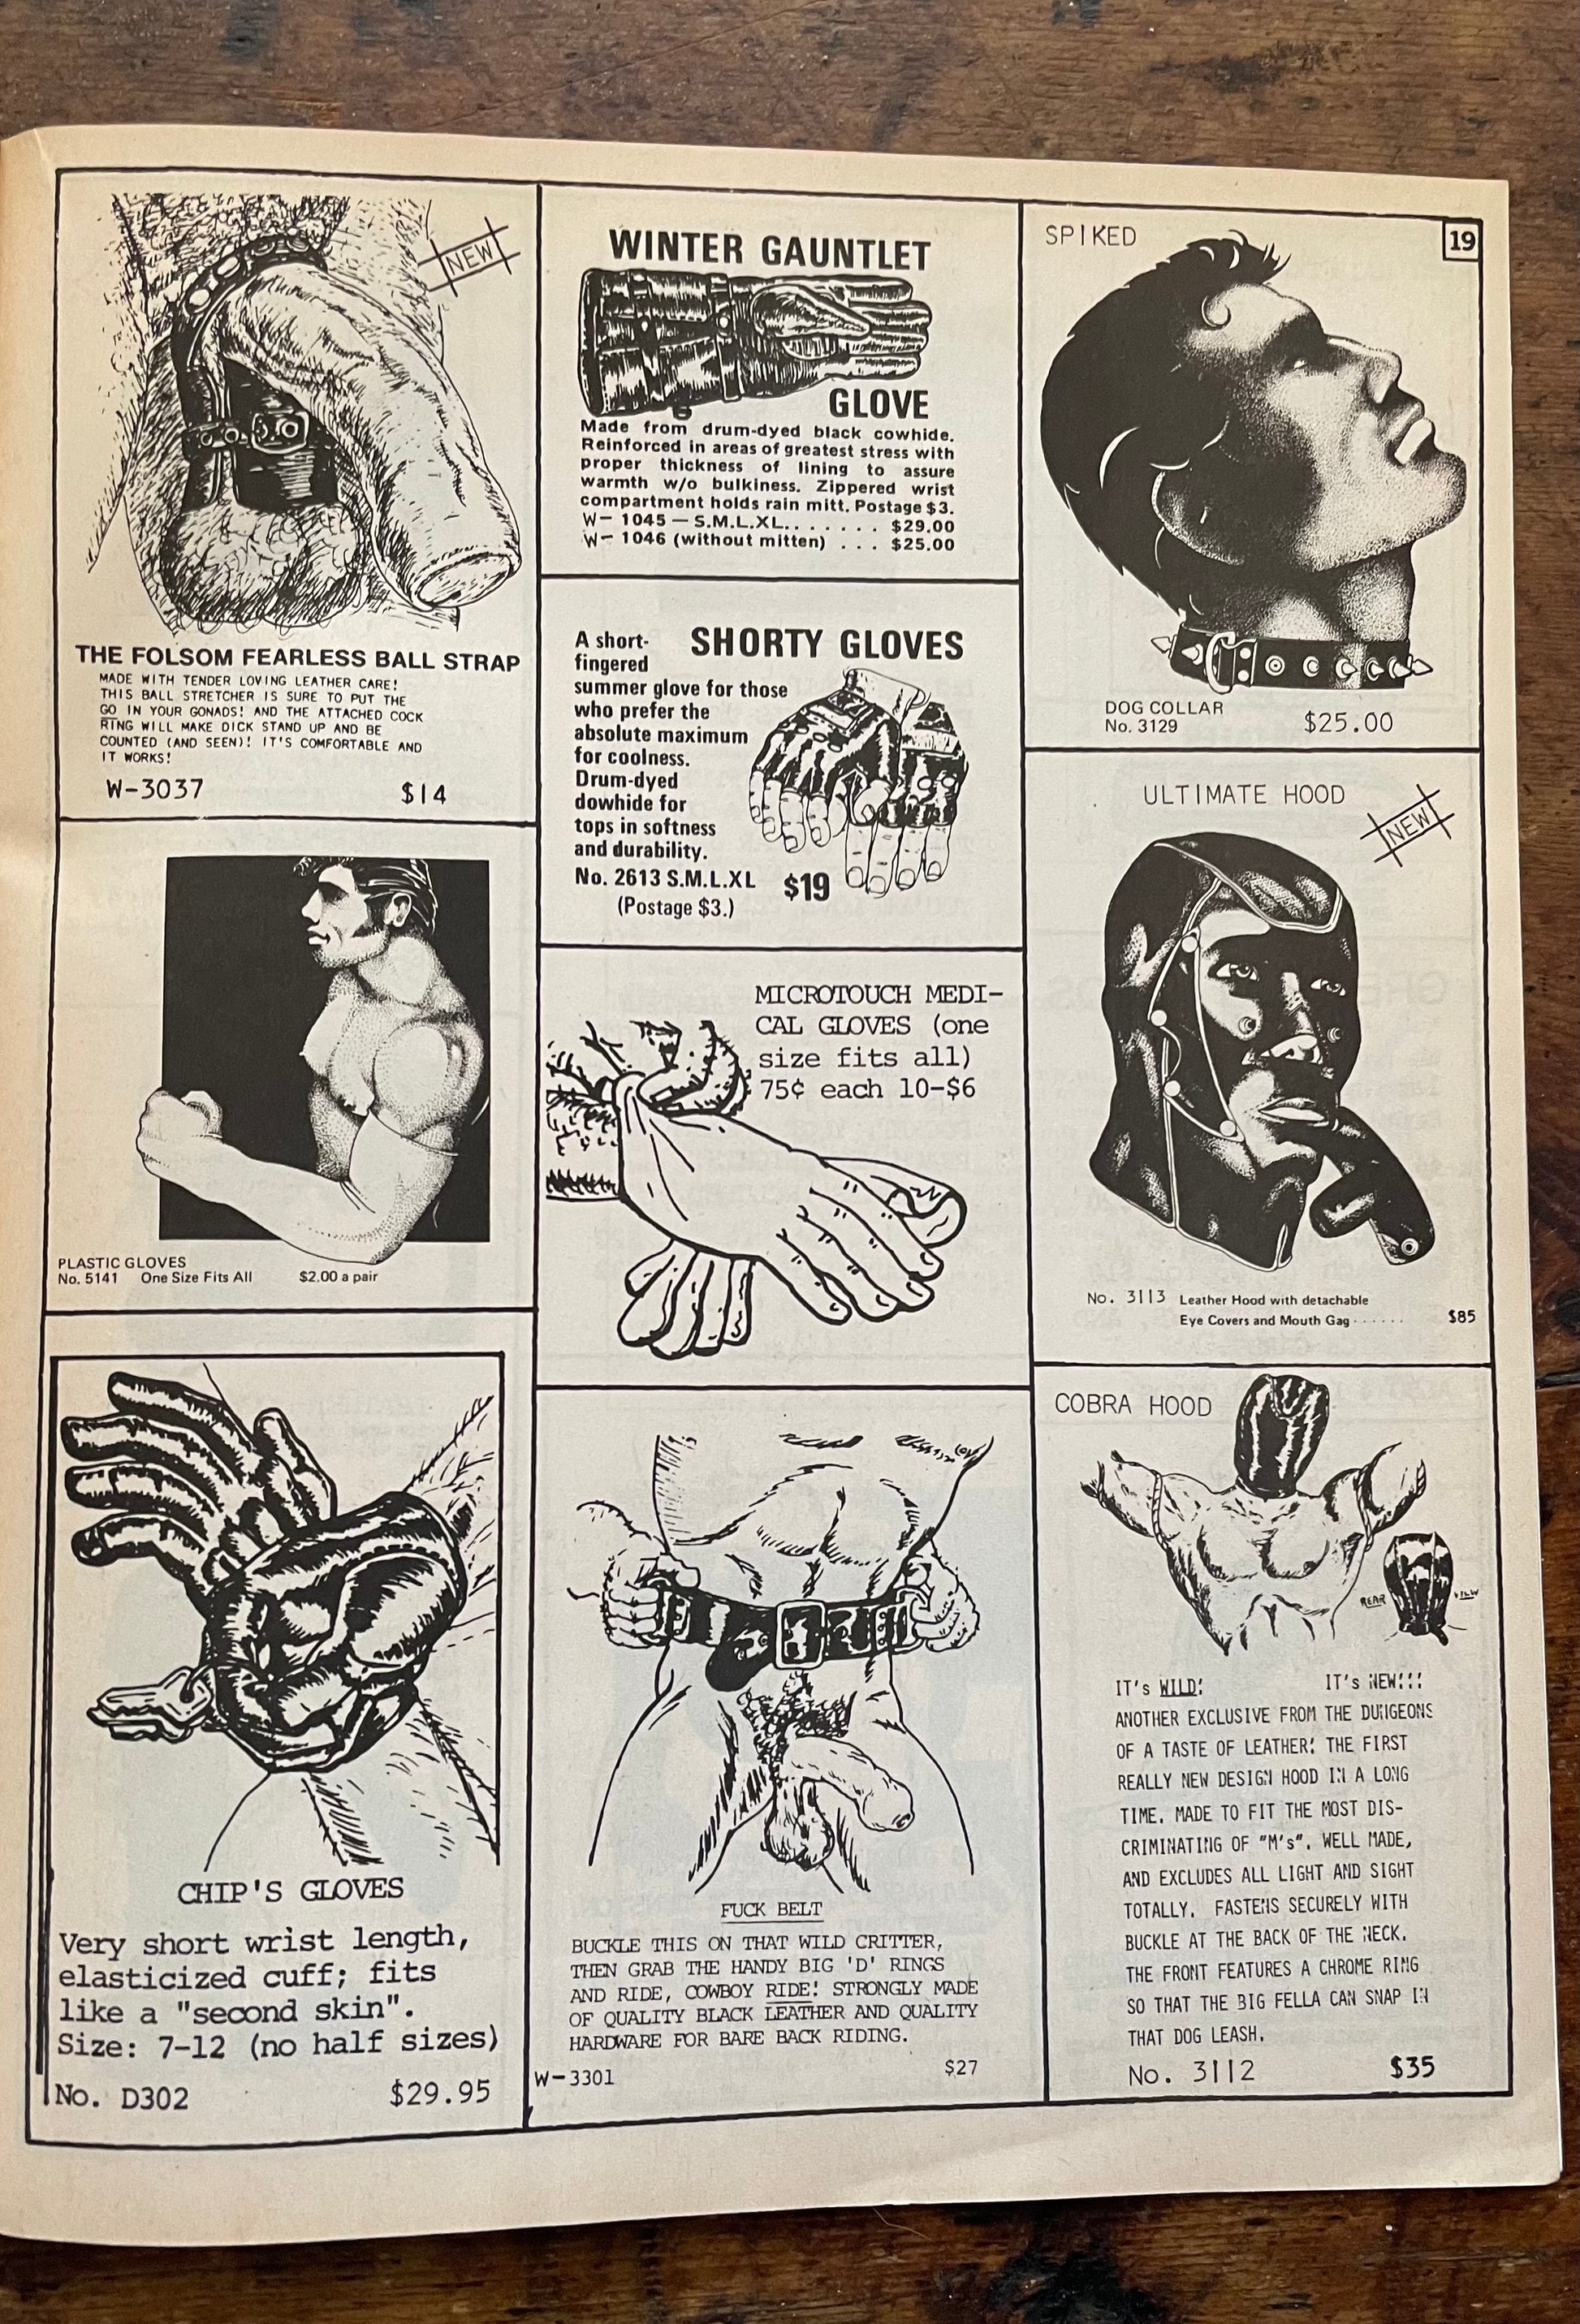 19
NEW
THE FOLSOM FEARLESS BALL STRAP
MADE WITH TENDER LOVING LEATHER CARE!
THIS BALL STRETCHER IS SURE TO PUT THE
GO IN YOUR GONADS! AND THE ATTACHED COCK
RING WILL MAKE DICK STAND UP AND BE
COUNTED (AND SEEN)! IT'S COMFORTABLE AND
IT WORKS!
W-3037 $14
PLASTIC GLOVES
No. 5141 One Size Fits All $2.00 a pair
CHIP'S GLOVES
Very short wrist length,
elasticized cuff; fits
like a "second skin".
Size: 7-12 (no half sizes)
No. D302 $29.95
WINTER GAUNTLET
GLOVE
Made from drum-dyed black cowhide.
Reinforced in areas of greatest stress with
proper thickness of lining to assure
warmth w/o bulkiness. Zippered wrist
compartment holds rain mitt. Postage $3.
W- 1045 — S.M.L.XL. . . . . . . $29.00
W- 1046 (without mitten) . . . $25.00
SHORTY GLOVES
A short-
fingered
summer glove for those
who prefer the
absolute maximum
for coolness.
Drum-dyed
dowhide for
tops in softness
and durability.
No. 2613 S.M.L.XL $19
(Postage $3.)
MICROTOUCH MEDI-
CAL GLOVES (one
size fits all)
75¢ each 10-$6
FUCK BELT
BUCKLE THIS ON THAT WILD CRITTER,
THEN GRAB THE HANDY BIG 'D' RINGS
AND RIDE, COWBOY RIDE! STRONGLY MADE
OF QUALITY BLACK LEATHER AND QUALITY
HARDWARE FOR BARE BACK RIDING.
W-3301 $27
SPIKED
DOG COLLAR
No. 3129 $25.00
ULTIMATE HOOD
NEW
No. 3113 Leather Hood with detachable
Eye Covers and Mouth Gag . . . . . . $85
COBRA HOOD
REAR VIEW
IT's WILD! IT's NEW!!!
ANOTHER EXCLUSIVE FROM THE DUNGEONS
OF A TASTE OF LEATHER! THE FIRST
REALLY NEW DESIGN HOOD IN A LONG
TIME. MADE TO FIT THE MOST DIS-
CRIMINATING OF "M's". WELL MADE,
AND EXCLUDES ALL LIGHT AND SIGHT
TOTALLY. FASTENS SECURELY WITH
BUCKLE AT THE BACK OF THE NECK.
THE FRONT FEATURES A CHROME RING
SO THAT THE BIG FELLA CAN SNAP IN
THAT DOG LEASH.
No. 3112 $35